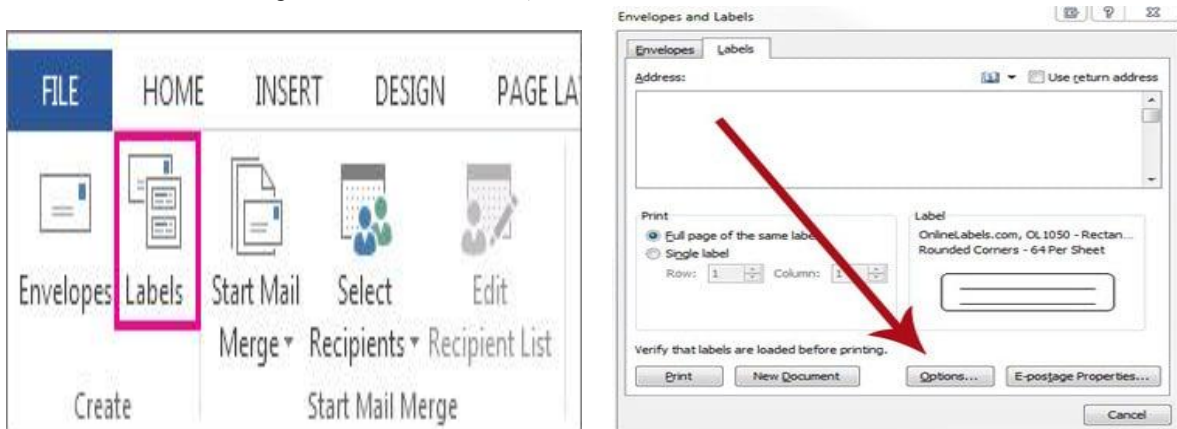 FILE HOME INSERT DESIGN PAGE LA
Envelopes Labels Start Mail Select Edit
Merge Recipients Recipient List
Create Start Mail Merge
Envelopes and Labels
Envelopes Labels
Address: Use return address
Print
Full page of the same label
Single label
Row: 1 Column: 1
Label
OnlineLabels.com, OL1050 - Rectan...
Rounded Corners - 64 Per Sheet
Verify that labels are loaded before printing.
Print New Document Options... E-postage Properties...
Cancel